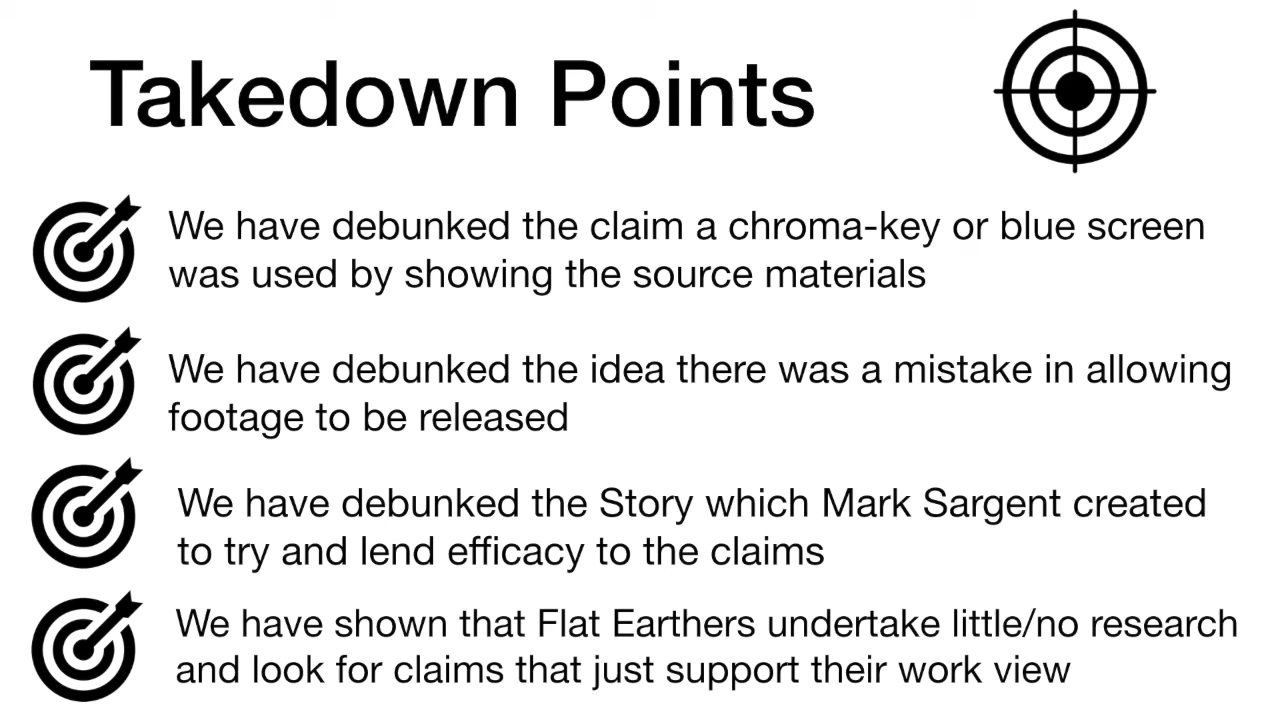 Takedown Points
We have debunked the claim a chroma-key or blue screen
was used by showing the source materials
We have debunked the idea there was a mistake in allowing
footage to be released
We have debunked the Story which Mark Sargent created
to try and lend efficacy to the claims
We have shown that Flat Earthers undertake little/no research
and look for claims that just support their work view